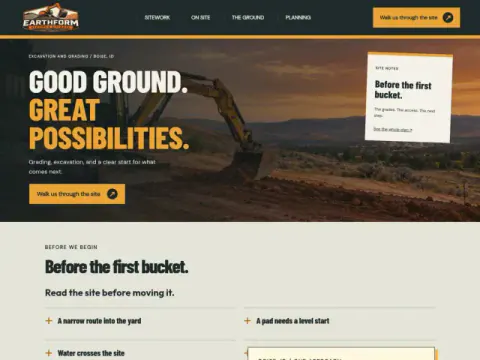 EARTHFORM
SITEWORK
ON SITE
THE GROUND
PLANNING
Walk us through the site
EXCAVATION AND GRADING / BOISE, ID
GOOD GROUND.
GREAT
POSSIBILITIES.
Grading, excavation, and a clear start for what
comes next.
Walk us through the site
SITE NOTES
Before the first
bucket.
The grades. The access. The next
step.
See the whole plan
BEFORE WE BEGIN
Before the first bucket.
Read the site before moving it.
A narrow route into the yard
A pad needs a level start
Water crosses the site